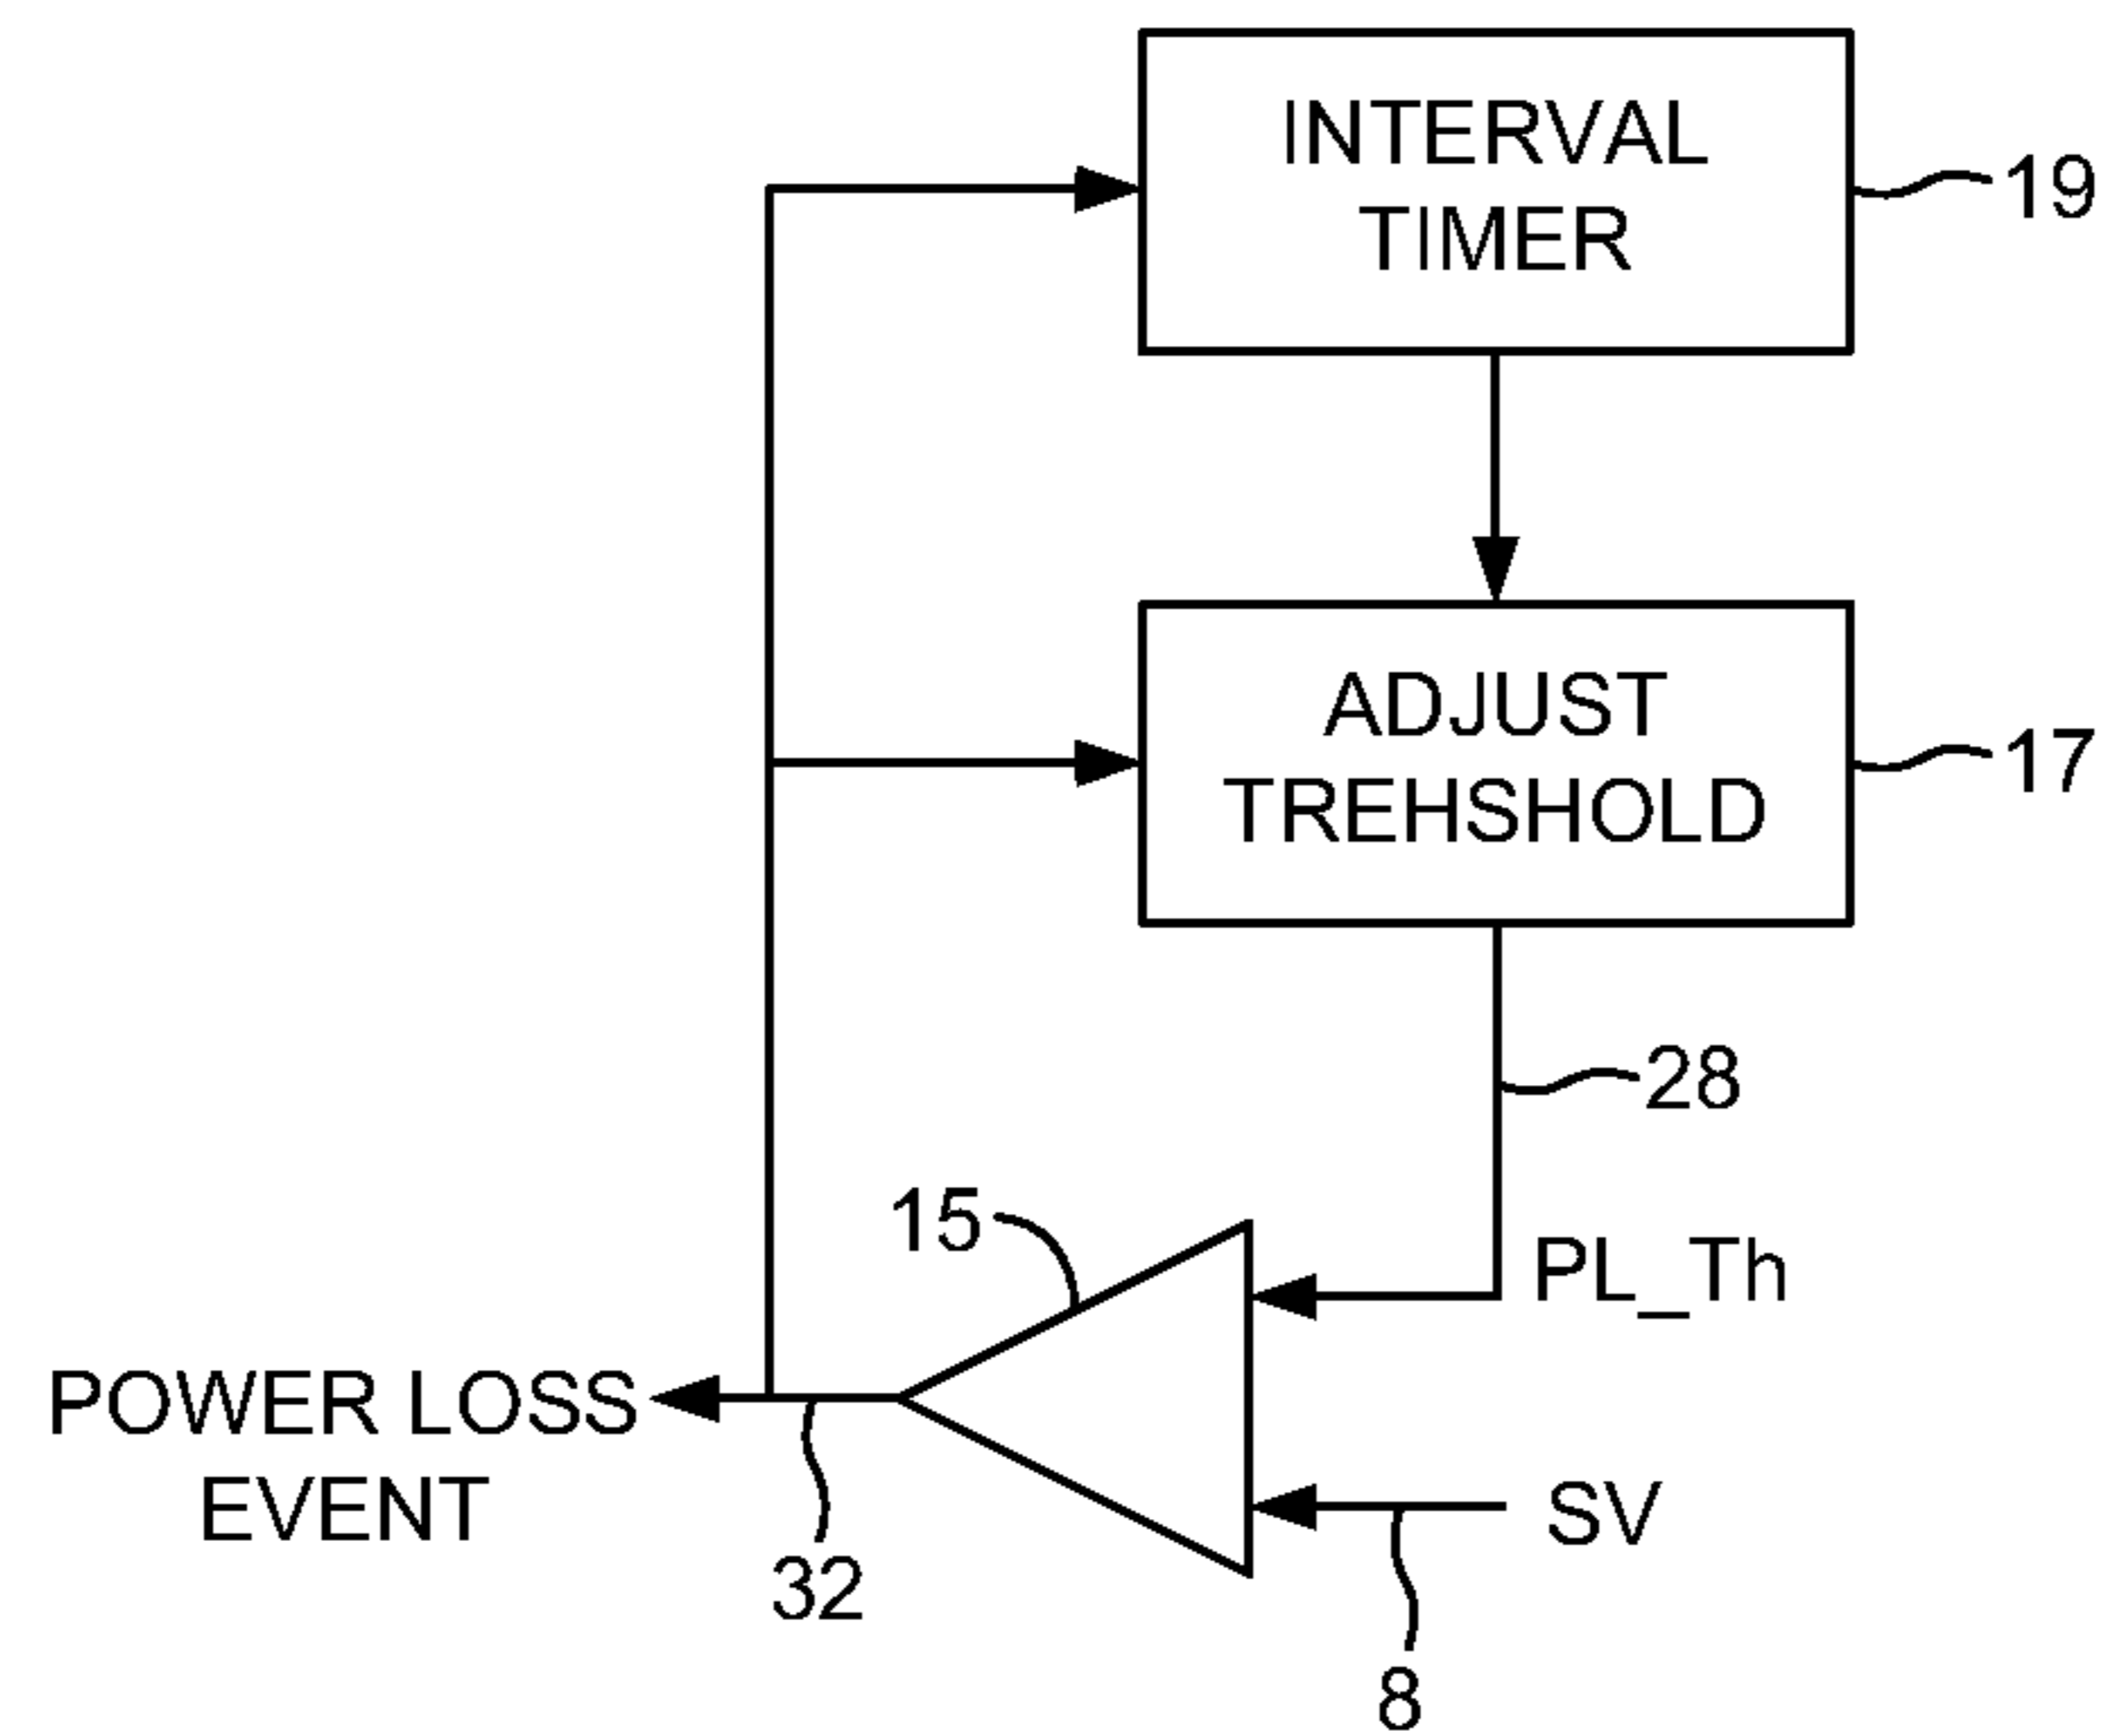 INTERVAL
TIMER
19
ADJUST
TREHSHOLD
17
28
15
PL_Th
POWER LOSS
EVENT
32
SV
8